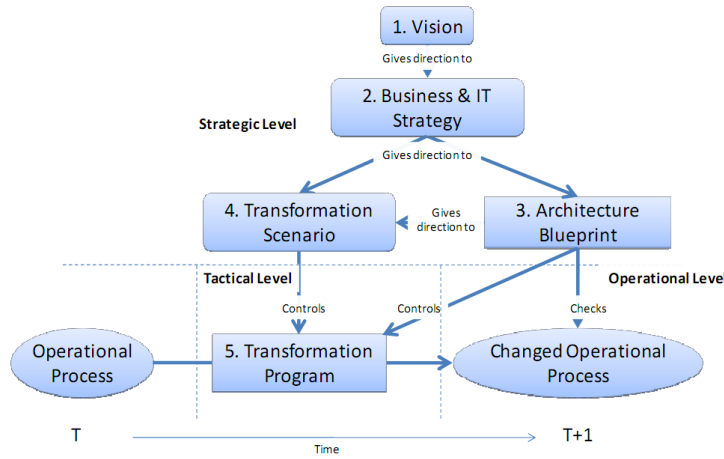 1. Vision
Gives direction to
2. Business & IT
Strategy
Strategic Level
Gives direction to
4. Transformation
Scenario
Gives
direction to
3. Architecture
Blueprint
Tactical Level
Operational Level
Controls
Controls
Checks
Operational
Process
5. Transformation
Program
Changed Operational
Process
T
T+1
Time